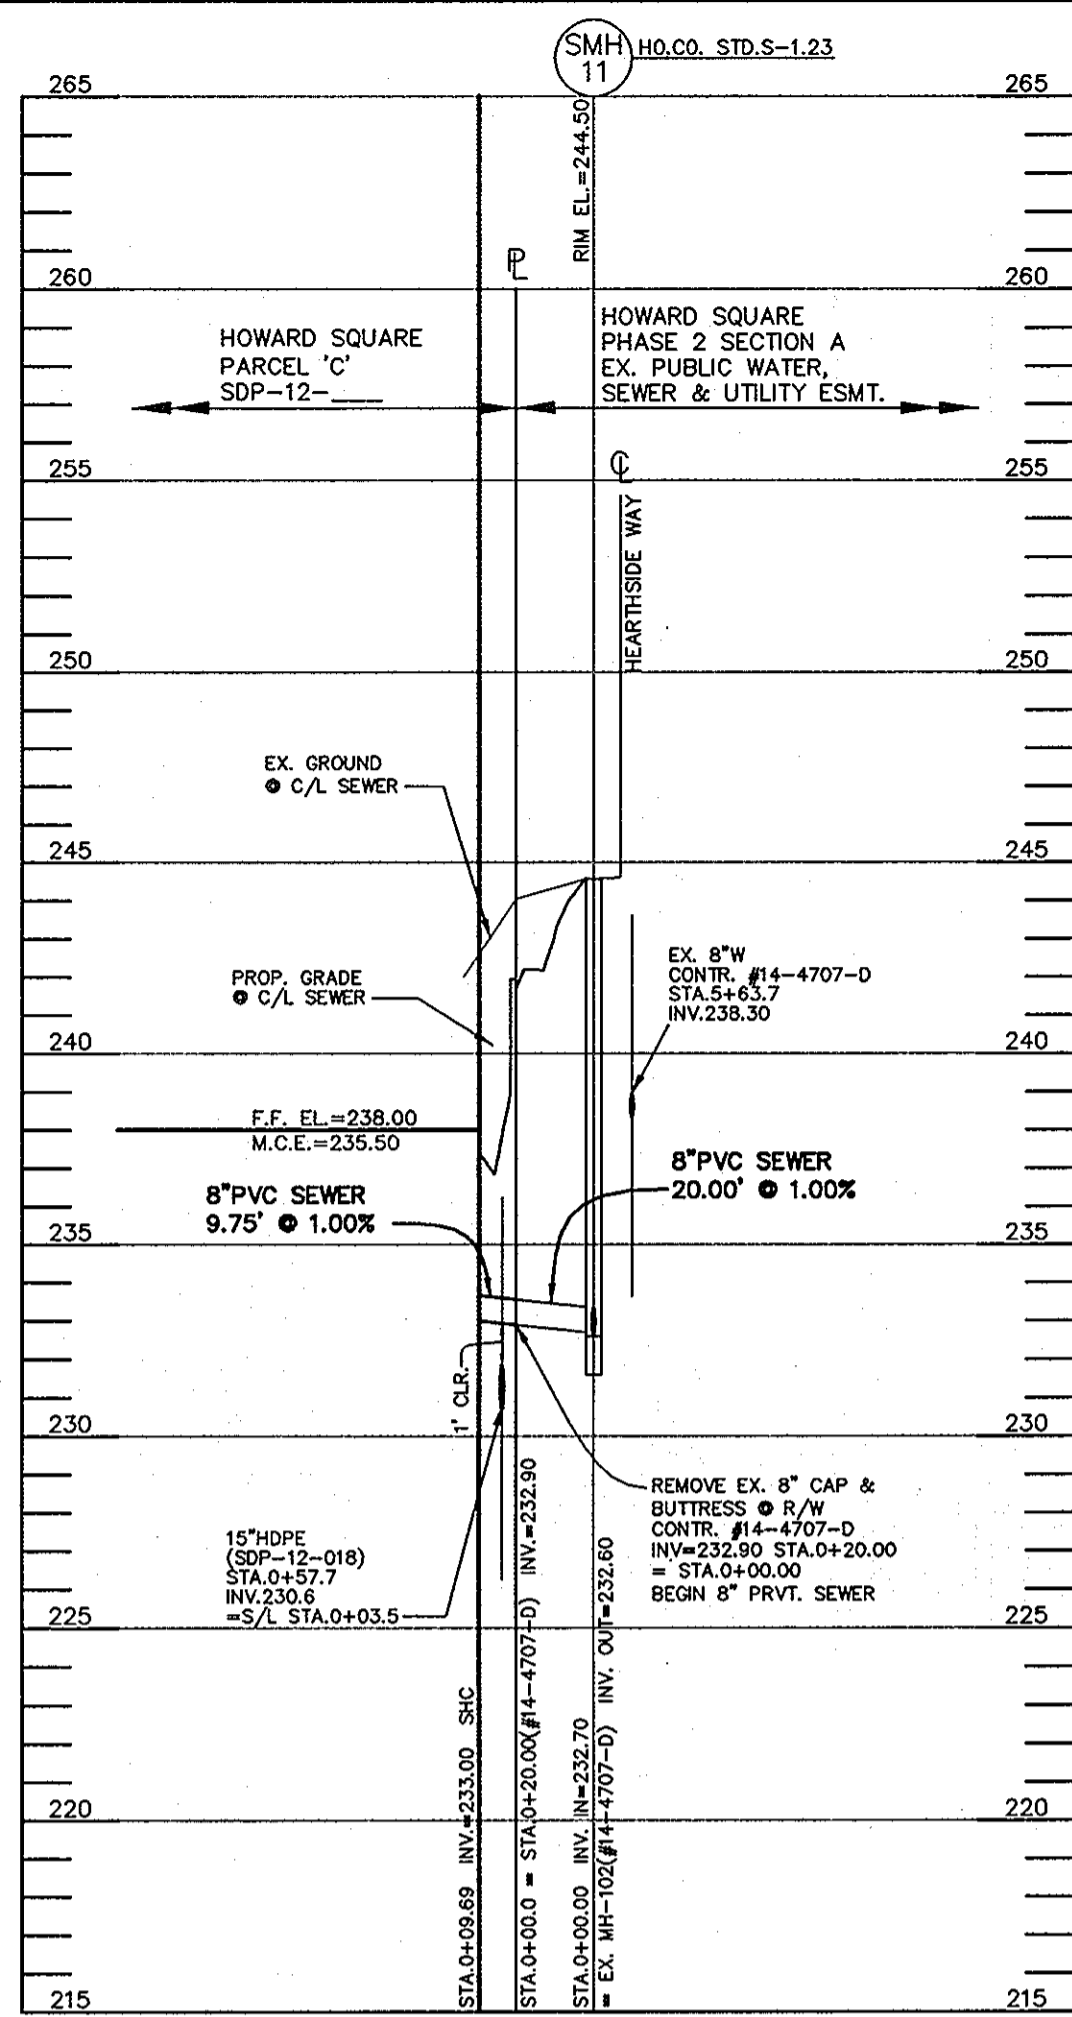 SMH
11
HO.CO. STD.S-1.23
265
265
RIM EL.=244.50
PL
260
260
HOWARD SQUARE
PARCEL 'C'
SDP-12-___
HOWARD SQUARE
PHASE 2 SECTION A
EX. PUBLIC WATER,
SEWER & UTILITY ESMT.
CL
255
255
HEARTHSIDE WAY
250
250
EX. GROUND
@ C/L SEWER
245
245
PROP. GRADE
@ C/L SEWER
EX. 8"W
CONTR. #14-4707-D
STA.5+63.7
INV.238.30
240
240
F.F. EL.=238.00
M.C.E.=235.50
8"PVC SEWER
9.75' @ 1.00%
8"PVC SEWER
20.00' @ 1.00%
235
235
1' CLR.
230
230
15"HDPE
(SDP-12-018)
STA.0+57.7
INV.230.6
=S/L STA.0+03.5
REMOVE EX. 8" CAP &
BUTTRESS @ R/W
CONTR. #14-4707-D
INV=232.90 STA.0+20.00
= STA.0+00.00
BEGIN 8" PRVT. SEWER
225
225
STA.0+09.69 INV.=233.00 SHC
STA.0+00.0 = STA.0+20.00(#14-4707-D) INV.=232.90
STA.0+00.00 INV. IN=232.70
= EX. MH-102(#14-4707-D) INV. OUT=232.60
220
220
215
215